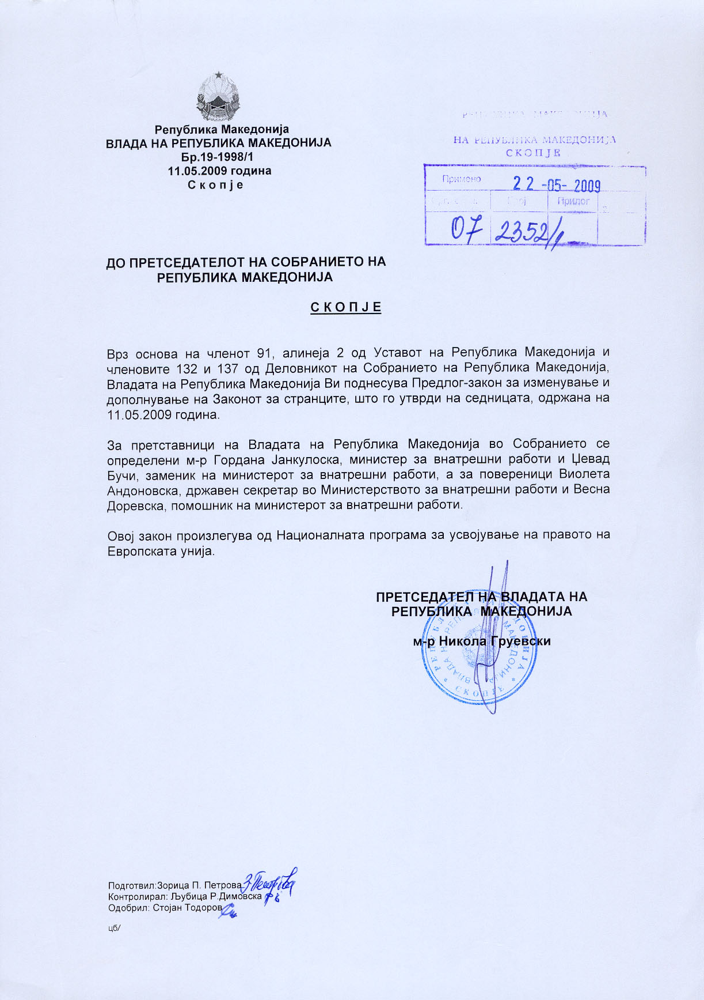 Република Македонија
ВЛАДА НА РЕПУБЛИКА МАКЕДОНИЈА
Бр.19-1998/1
11.05.2009 година
С к о п ј е
НА РЕПУБЛИКА МАКЕДОНИЈА
СКОПЈЕ
Примено 22 -05- 2009
Прилог
07 2352/1
ДО ПРЕТСЕДАТЕЛОТ НА СОБРАНИЕТО НА
РЕПУБЛИКА МАКЕДОНИЈА
С К О П Ј Е
Врз основа на членот 91, алинеја 2 од Уставот на Република Македонија и
членовите 132 и 137 од Деловникот на Собранието на Република Македонија,
Владата на Република Македонија Ви поднесува Предлог-закон за изменување и
дополнување на Законот за странците, што го утврди на седницата, одржана на
11.05.2009 година.
За претставници на Владата на Република Македонија во Собранието се
определени м-р Гордана Јанкулоска, министер за внатрешни работи и Џевад
Бучи, заменик на министерот за внатрешни работи, а за повереници Виолета
Андоновска, државен секретар во Министерството за внатрешни работи и Весна
Доревска, помошник на министерот за внатрешни работи.
Овој закон произлегува од Националната програма за усвојување на правото на
Европската унија.
ПРЕТСЕДАТЕЛ НА ВЛАДАТА НА
РЕПУБЛИКА МАКЕДОНИЈА
м-р Никола Груевски
РЕПУБЛИКА МАКЕДОНИЈА * СКОПЈЕ *
ВЛАДА НА РЕПУБЛИКА МАКЕДОНИЈА
Подготвил:Зорица П. Петрова
Контролирал: Љубица Р.Димовска
Одобрил: Стојан Тодоров
цб/